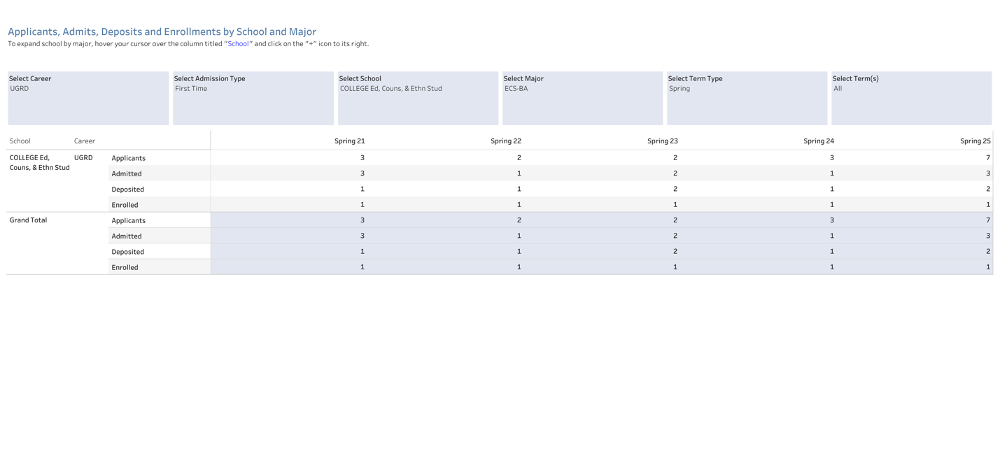 Applicants, Admits, Deposits and Enrollments by School and Major
To expand school by major, hover your cursor over the column titled "School" and click on the "+" icon to its right.
Select Career Select Admission Type Select School Select Major Select Term Type Select Term(s)
UGRD First Time COLLEGE Ed, Couns, & Ethn Stud ECS-BA Spring All
School Career Spring 21 Spring 22 Spring 23 Spring 24 Spring 25
COLLEGE Ed, UGRD Applicants 3 2 2 3 7
Couns, & Ethn Stud
Admitted 3 1 2 1 3
Deposited 1 1 2 1 2
Enrolled 1 1 1 1 1
Grand Total Applicants 3 2 2 3 7
Admitted 3 1 2 1 3
Deposited 1 1 2 1 2
Enrolled 1 1 1 1 1